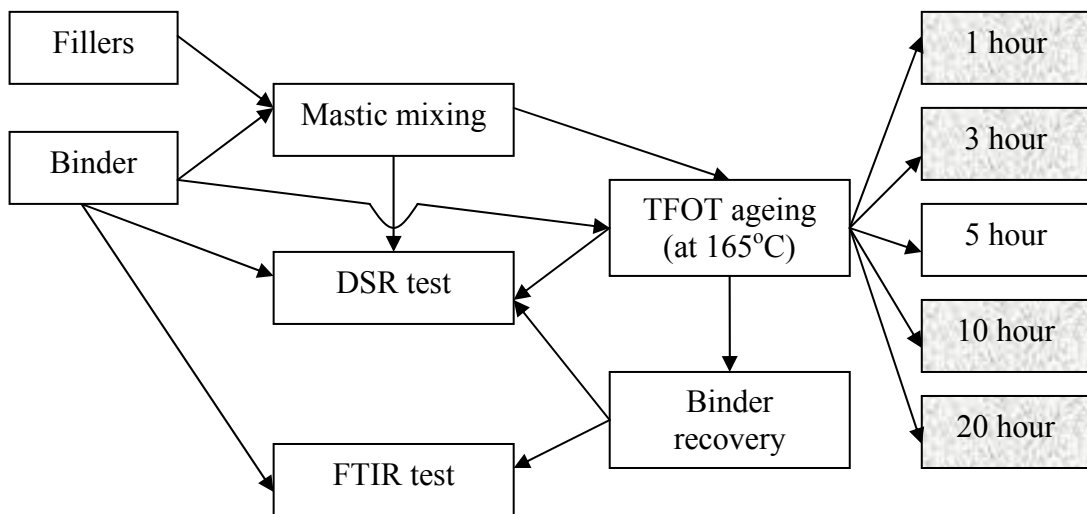 Fillers
Binder
Mastic mixing
DSR test
FTIR test
TFOT ageing
(at 165°C)
Binder
recovery
1 hour
3 hour
5 hour
10 hour
20 hour